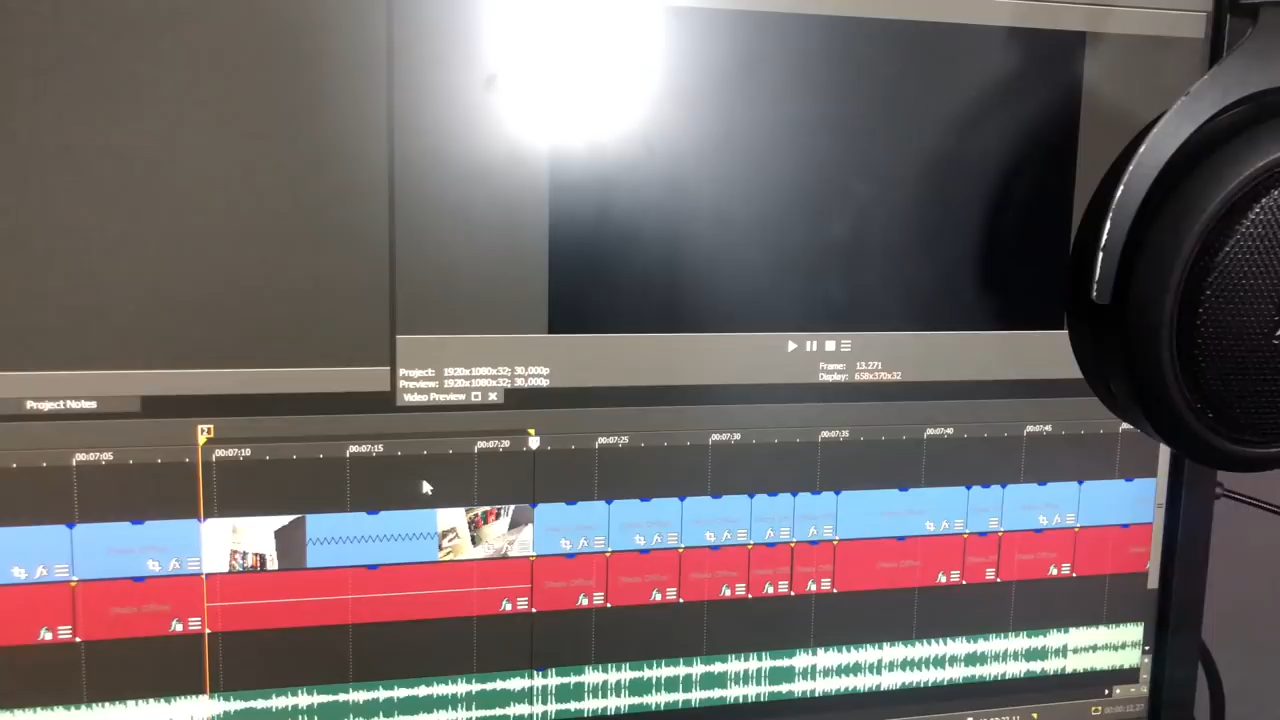 Project: 1920x1080x32; 30,000p
Preview: 1920x1080x32; 30,000p
Frame: 13.271
Display: 658x370x32
Video Preview
Project Notes
2
00:07:05
00:07:10
00:07:15
00:07:20
00:07:25
00:07:30
00:07:35
00:07:40
00:07:45